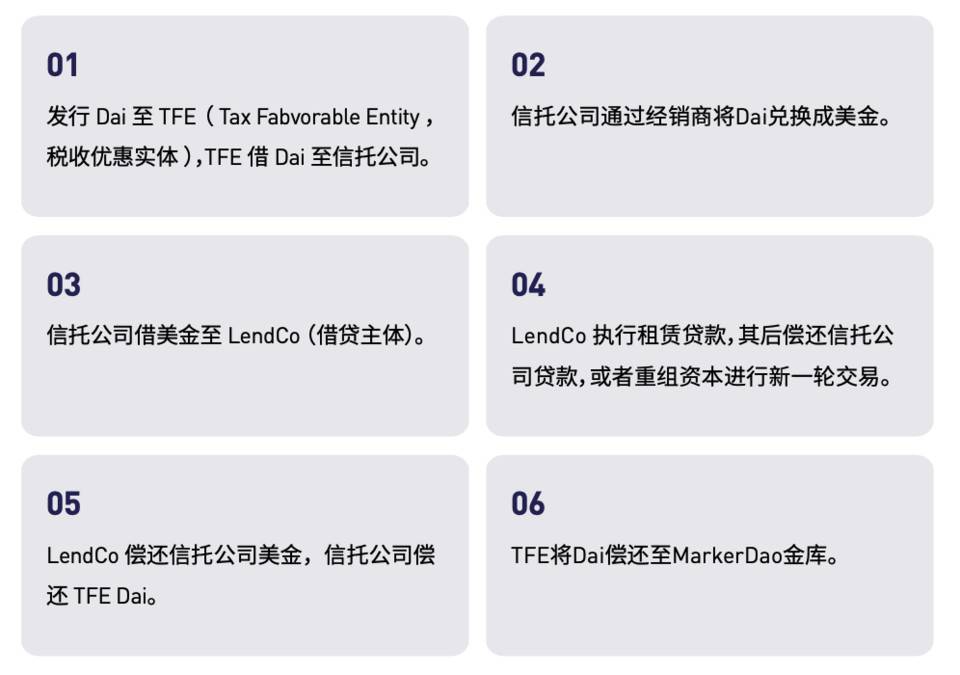 01
发行 Dai 至 TFE（ Tax Fabvorable Entity ，
税收优惠实体 ），TFE 借 Dai 至信托公司。
02
信托公司通过经销商将Dai兑换成美金。
03
信托公司借美金至 LendCo（借贷主体）。
04
LendCo 执行租赁贷款，其后偿还信托公
司贷款，或者重组资本进行新一轮交易。
05
LendCo 偿还信托公司美金，信托公司偿
还 TFE Dai。
06
TFE将Dai偿还至MarkerDao金库。